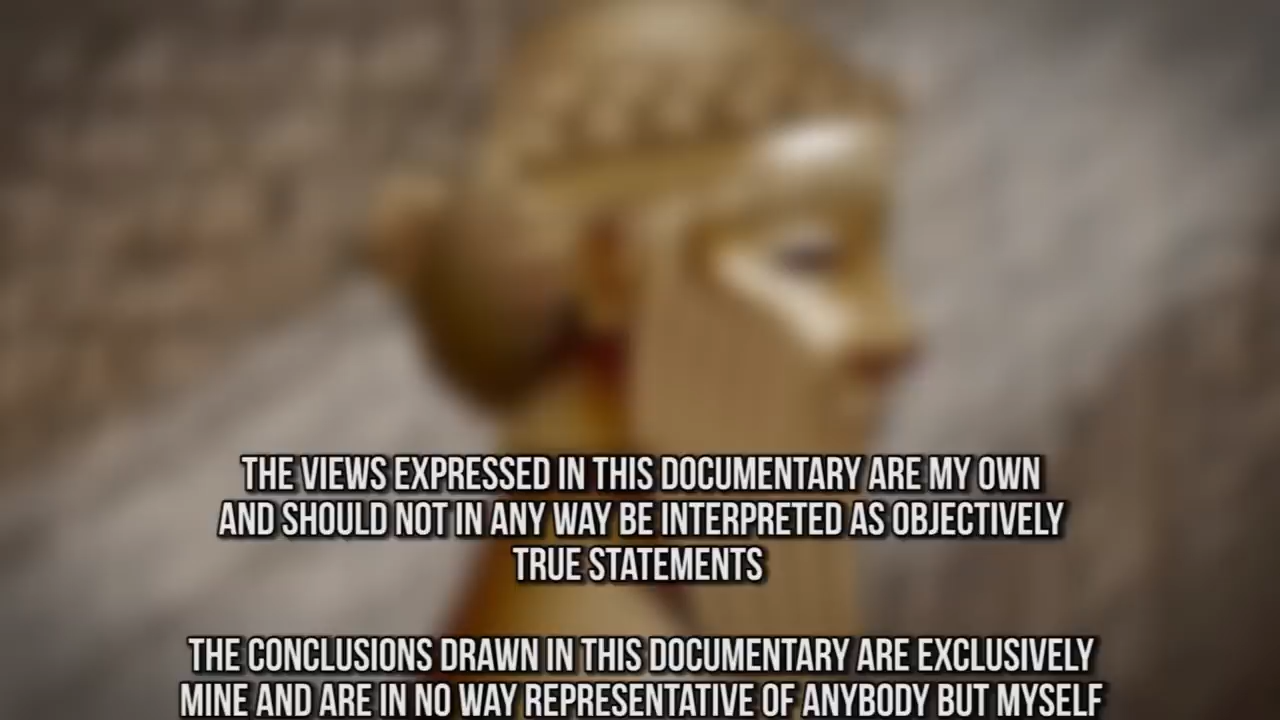 THE VIEWS EXPRESSED IN THIS DOCUMENTARY ARE MY OWN
AND SHOULD NOT IN ANY WAY BE INTERPRETED AS OBJECTIVELY
TRUE STATEMENTS
THE CONCLUSIONS DRAWN IN THIS DOCUMENTARY ARE EXCLUSIVELY
MINE AND ARE IN NO WAY REPRESENTATIVE OF ANYBODY BUT MYSELF